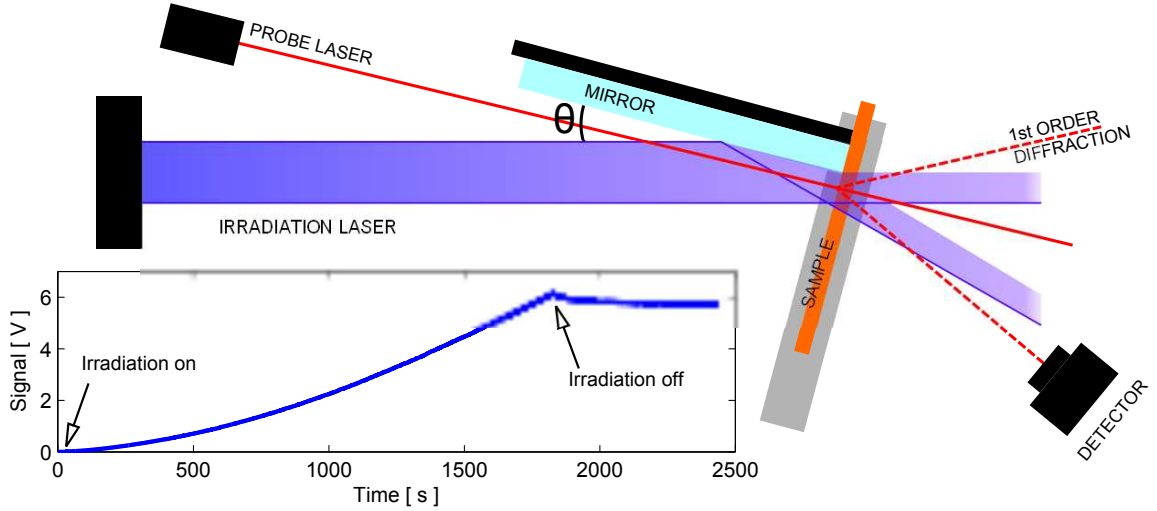 PROBE LASER
MIRROR
θ
1st ORDER
DIFFRACTION
IRRADIATION LASER
SAMPLE
DETECTOR
6
4
2
0
Signal [ V ]
Irradiation on
Irradiation off
0 500 1000 1500 2000 2500
Time [ s ]